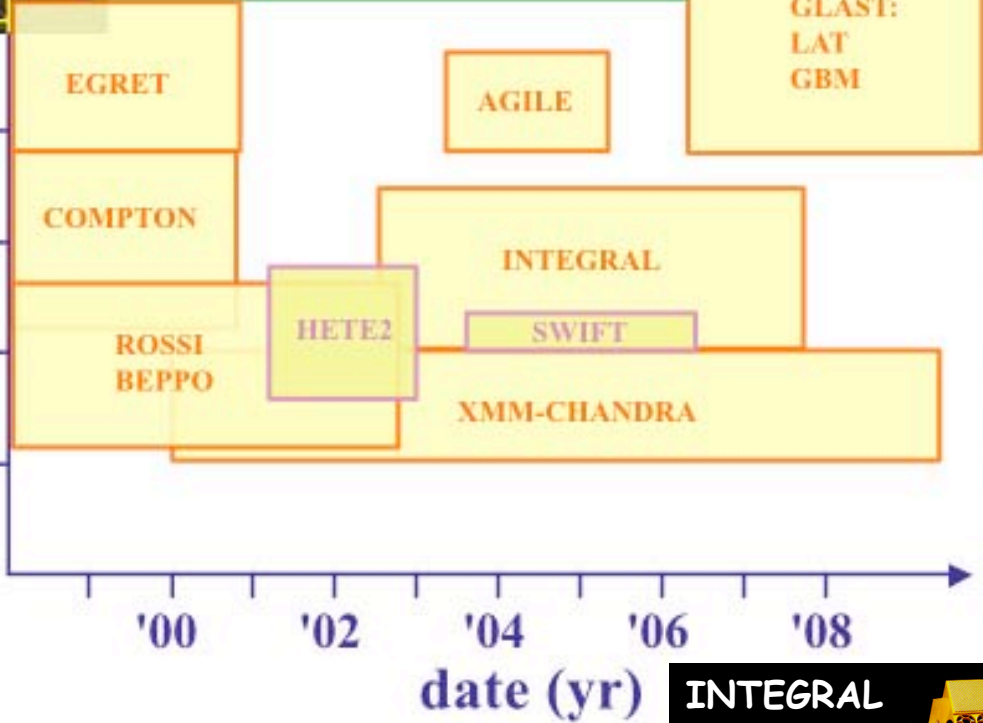 GLAST:
LAT
GBM
EGRET
AGILE
COMPTON
INTEGRAL
HETE2
SWIFT
ROSSI
BEPPO
XMM-CHANDRA
'00 '02 '04 '06 '08
date (yr)
INTEGRAL